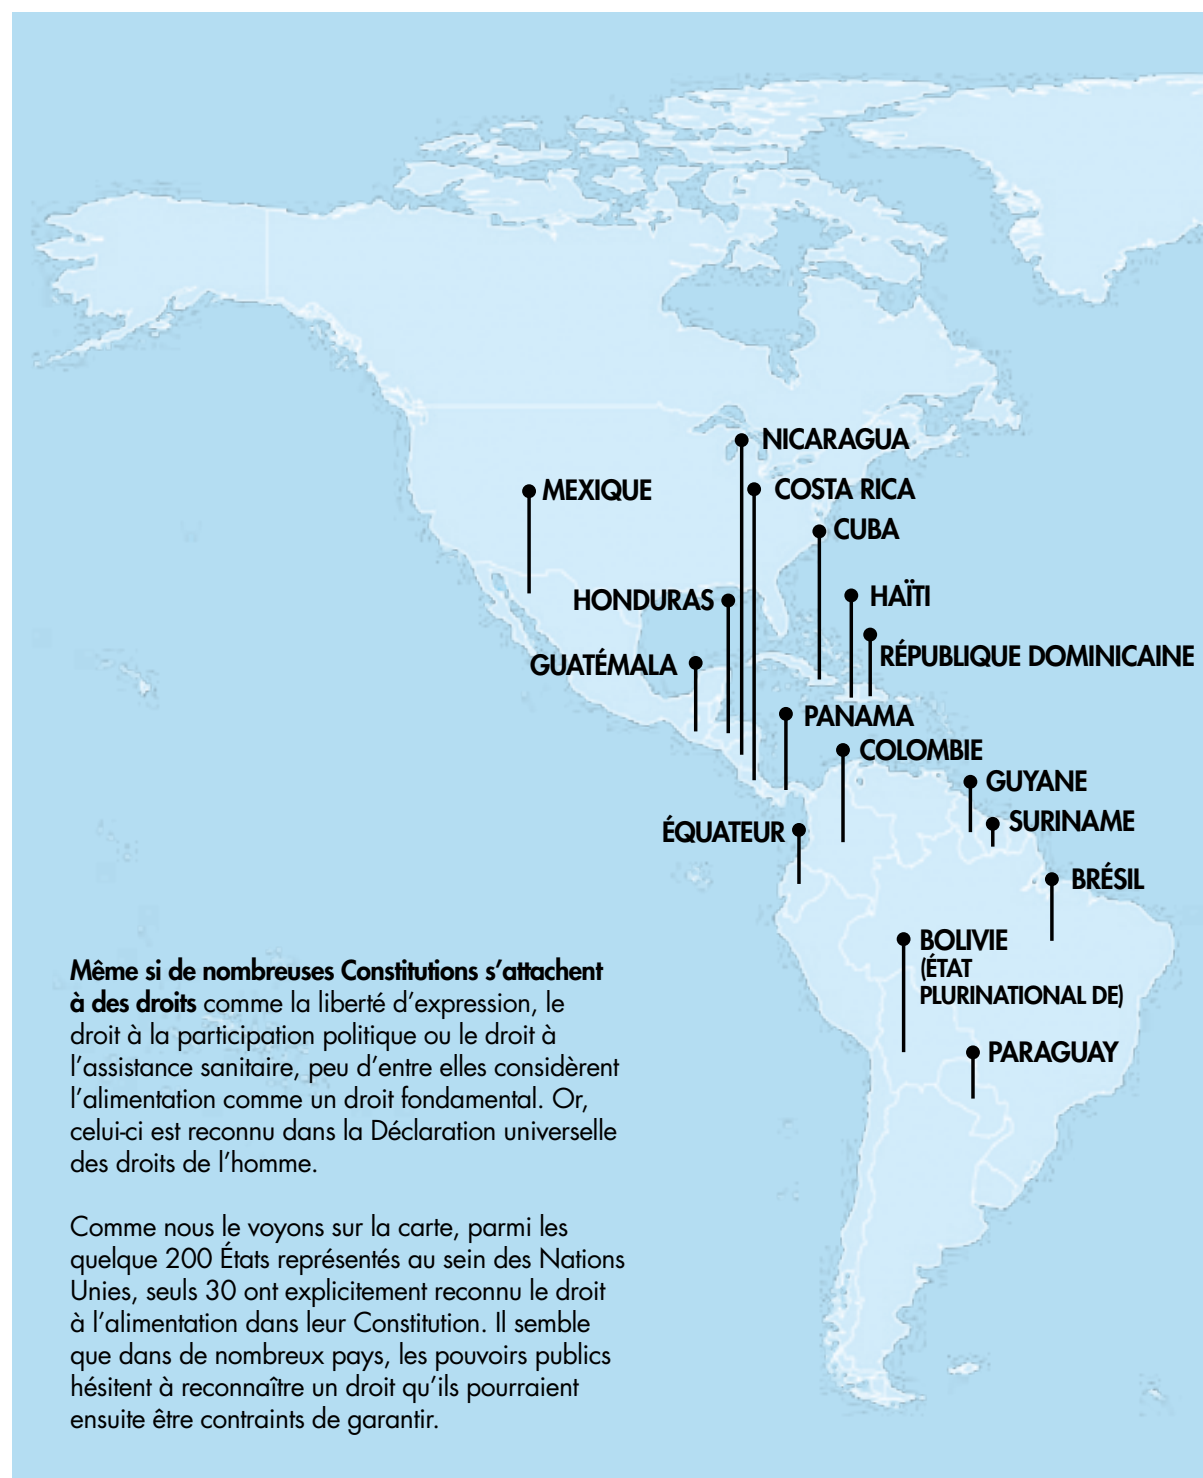 NICARAGUA
MEXIQUE
COSTA RICA
CUBA
HONDURAS
HAÏTI
RÉPUBLIQUE DOMINICAINE
GUATÉMALA
PANAMA
COLOMBIE
GUYANE
SURINAME
ÉQUATEUR
BRÉSIL
BOLIVIE
(ÉTAT
PLURINATIONAL DE)
PARAGUAY
Même si de nombreuses Constitutions s’attachent
à des droits comme la liberté d’expression, le
droit à la participation politique ou le droit à
l’assistance sanitaire, peu d’entre elles considèrent
l’alimentation comme un droit fondamental. Or,
celui-ci est reconnu dans la Déclaration universelle
des droits de l’homme.
Comme nous le voyons sur la carte, parmi les
quelque 200 États représentés au sein des Nations
Unies, seuls 30 ont explicitement reconnu le droit
à l’alimentation dans leur Constitution. Il semble
que dans de nombreux pays, les pouvoirs publics
hésitent à reconnaître un droit qu’ils pourraient
ensuite être contraints de garantir.